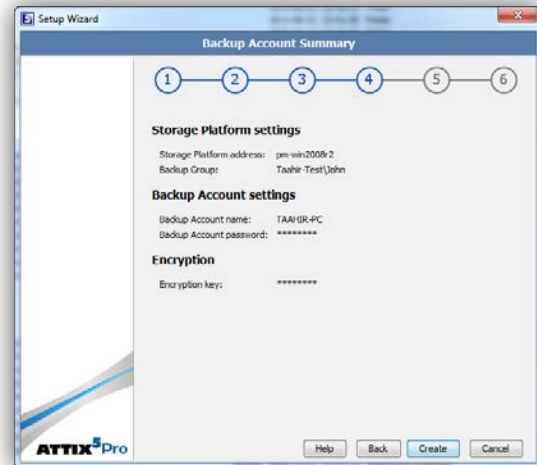 Setup Wizard
Backup Account Summary
1 2 3 4 5 6
Storage Platform settings
Storage Platform address: pm-win2008r2
Backup Group: Taahir-Test\John
Backup Account settings
Backup Account name: TAAHIR-PC
Backup Account password: ********
Encryption
Encryption key: ********
ATTIX5Pro
Help Back Create Cancel